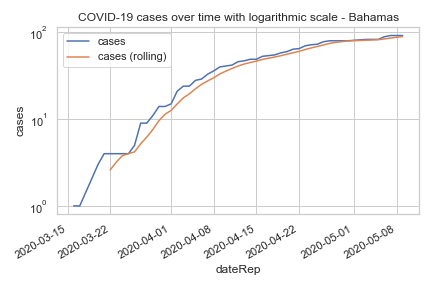 COVID-19 cases over time with logarithmic scale - Bahamas
cases
cases (rolling)
10²
10¹
10⁰
cases
2020-03-15
2020-03-22
2020-04-01
2020-04-08
2020-04-15
2020-04-22
2020-05-01
2020-05-08
dateRep